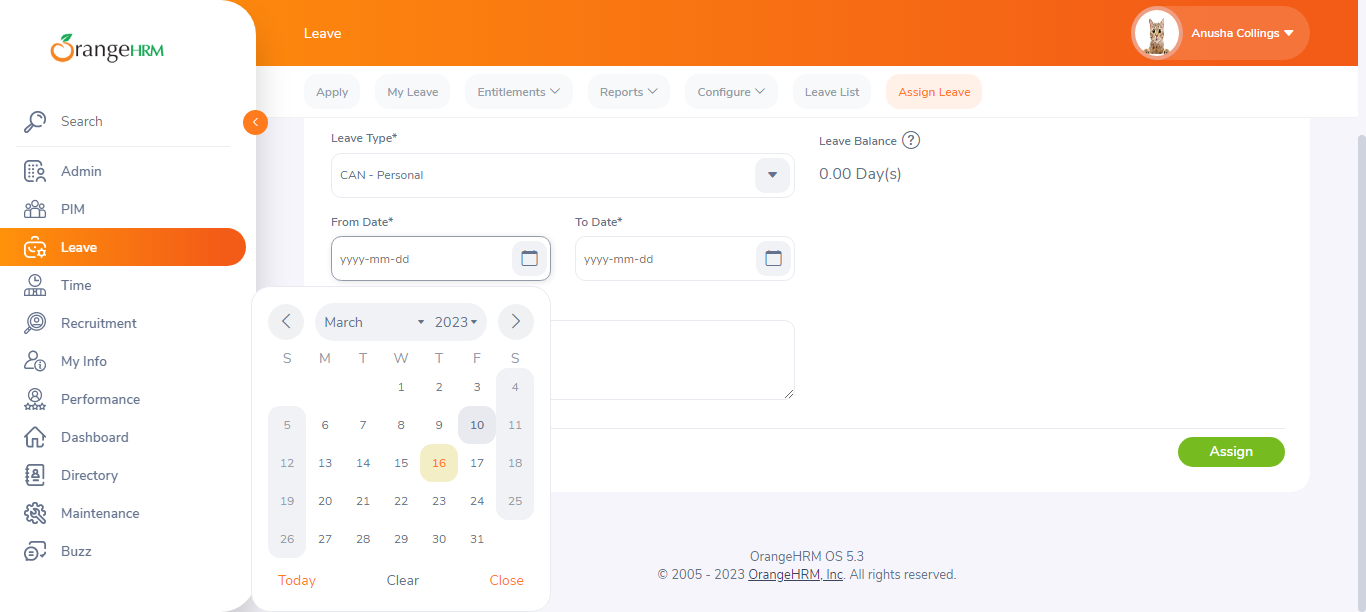 OrangeHRM
Leave
Anusha Collings
Apply
My Leave
Entitlements
Reports
Configure
Leave List
Assign Leave
Search
Admin
PIM
Leave
Time
Recruitment
My Info
Performance
Dashboard
Directory
Maintenance
Buzz
Leave Type*
CAN - Personal
Leave Balance ?
0.00 Day(s)
From Date*
To Date*
yyyy-mm-dd
yyyy-mm-dd
March 2023
S M T W T F S
1 2 3 4
5 6 7 8 9 10 11
12 13 14 15 16 17 18
19 20 21 22 23 24 25
26 27 28 29 30 31
Today Clear Close
Assign
OrangeHRM OS 5.3
© 2005 - 2023 OrangeHRM, Inc. All rights reserved.